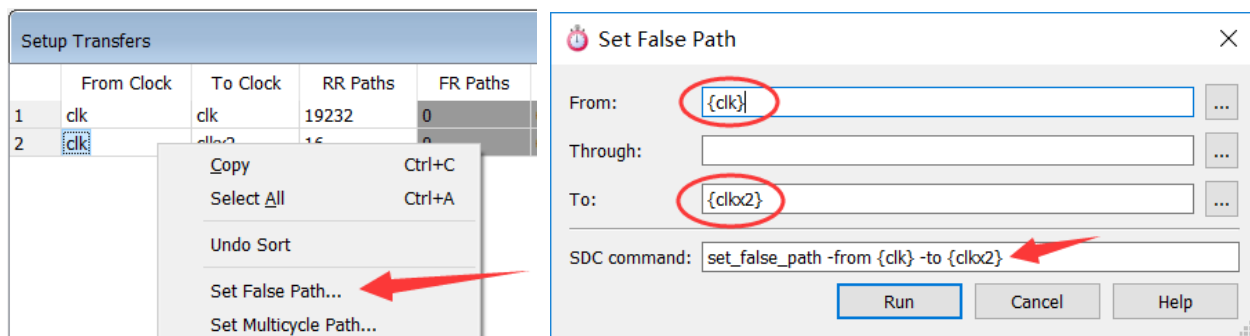 Setup Transfers
From Clock To Clock RR Paths FR Paths
1 clk clk 19232 0
2 clk clkx2 16 0
Copy Ctrl+C
Select All Ctrl+A
Undo Sort
Set False Path...
Set Multicycle Path...
Set False Path
From: {clk} ...
Through: ...
To: {clkx2} ...
SDC command: set_false_path -from {clk} -to {clkx2}
Run Cancel Help